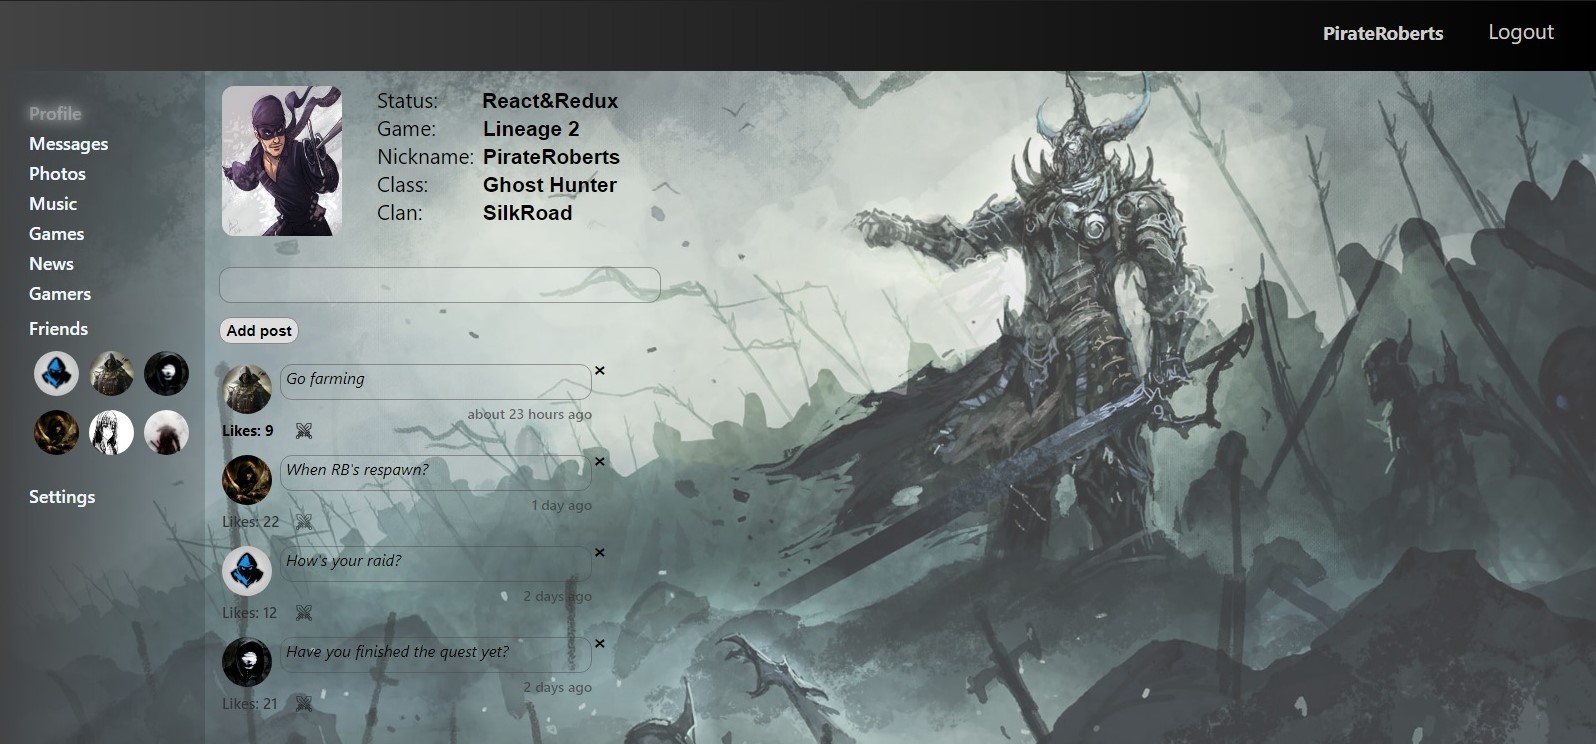 PirateRoberts Logout
Profile
Messages
Photos
Music
Games
News
Gamers
Friends
Settings
Status: React&Redux
Game: Lineage 2
Nickname: PirateRoberts
Class: Ghost Hunter
Clan: SilkRoad
Add post
Go farming
×
about 23 hours ago
Likes: 9
When RB's respawn?
×
1 day ago
Likes: 22
How's your raid?
×
2 days ago
Likes: 12
Have you finished the quest yet?
×
2 days ago
Likes: 21